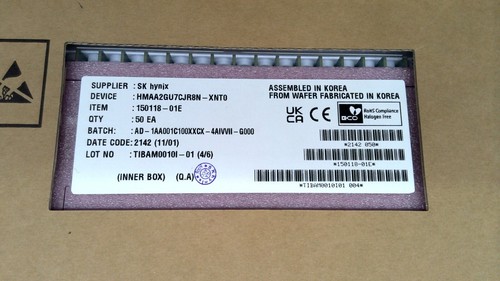 SUPPLIER : SK hynix
DEVICE : HMAA2GU7CJR8N-XNT0
ITEM : 150118-01E
QTY : 50 EA
BATCH: AD-1AA001C100XXCX-4AIIVVII-G000
DATE CODE: 2142 (11/01)
LOT NO : TIBAM0010I-01 (4/6)
(INNER BOX) (Q.A)
ASSEMBLED IN KOREA
FROM WAFER FABRICATED IN KOREA
UK CA CE ECO RoHS Compliance
Halogen Free
*2142 050*
*150118-01E*
*TIBAM0010I01 004*